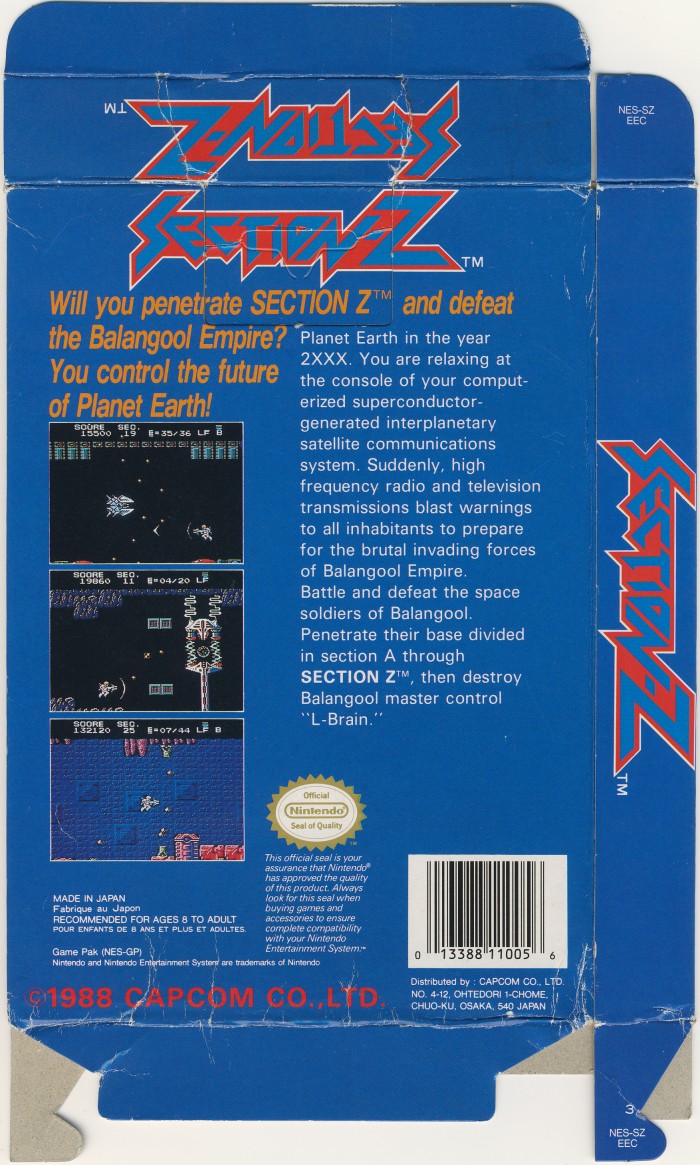 SECTION-Z TM
NES-SZ
EEC
SECTION-Z TM
Will you penetrate SECTION Z™ and defeat
the Balangool Empire?
You control the future
of Planet Earth!
Planet Earth in the year
2XXX. You are relaxing at
the console of your comput-
erized superconductor-
generated interplanetary
satellite communications
system. Suddenly, high
frequency radio and television
transmissions blast warnings
to all inhabitants to prepare
for the brutal invading forces
of Balangool Empire.
Battle and defeat the space
soldiers of Balangool.
Penetrate their base divided
in section A through
SECTION Z™, then destroy
Balangool master control
``L-Brain.''
SCORE SEC.
15500 19 E=35/36 LF B
SCORE SEC.
19860 11 E=04/20 LF
SCORE SEC.
132120 25 E=07/44 LF B
SECTION-Z TM
Official
Nintendo®
Seal of Quality
TM
This official seal is your
assurance that Nintendo®
has approved the quality
of this product. Always
look for this seal when
buying games and
accessories to ensure
complete compatibility
with your Nintendo
Entertainment System.™
MADE IN JAPAN
Fabrique au Japon
RECOMMENDED FOR AGES 8 TO ADULT
POUR ENFANTS DE 8 ANS ET PLUS ET ADULTES.
Game Pak (NES-GP)
Nintendo and Nintendo Entertainment System are trademarks of Nintendo
©1988 CAPCOM CO.,LTD.
0 13388 11005 6
Distributed by : CAPCOM CO., LTD.
NO. 4-12, OHTEDORI 1-CHOME,
CHUO-KU, OSAKA, 540 JAPAN
3
NES-SZ
EEC